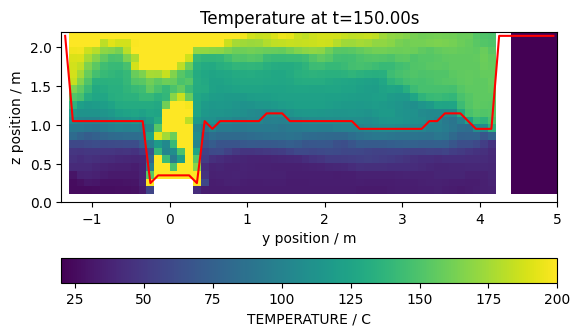 Temperature at t=150.00s
z position / m
2.0
1.5
1.0
0.5
0.0
−1 0 1 2 3 4 5
y position / m
25 50 75 100 125 150 175 200
TEMPERATURE / C